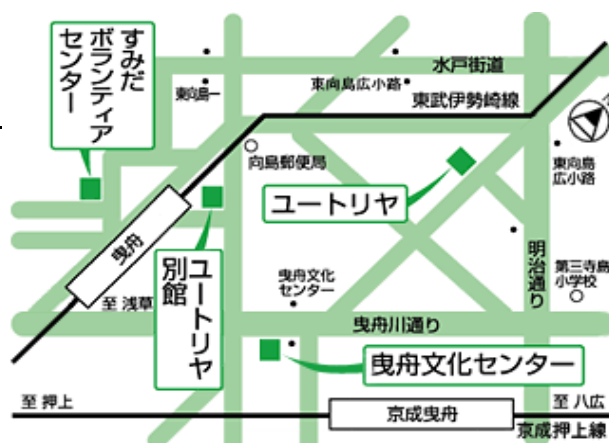 すみだ
ボランティア
センター
水戸街道
東向島一
東向島広小路
東武伊勢崎線
向島郵便局
東向島
広小路
ユートリヤ
曳舟
ユートリヤ
別館
曳舟文化
センター
明治通り
第三寺島
小学校
至 浅草
曳舟川通り
曳舟文化センター
至 押上
京成曳舟
至 八広
京成押上線